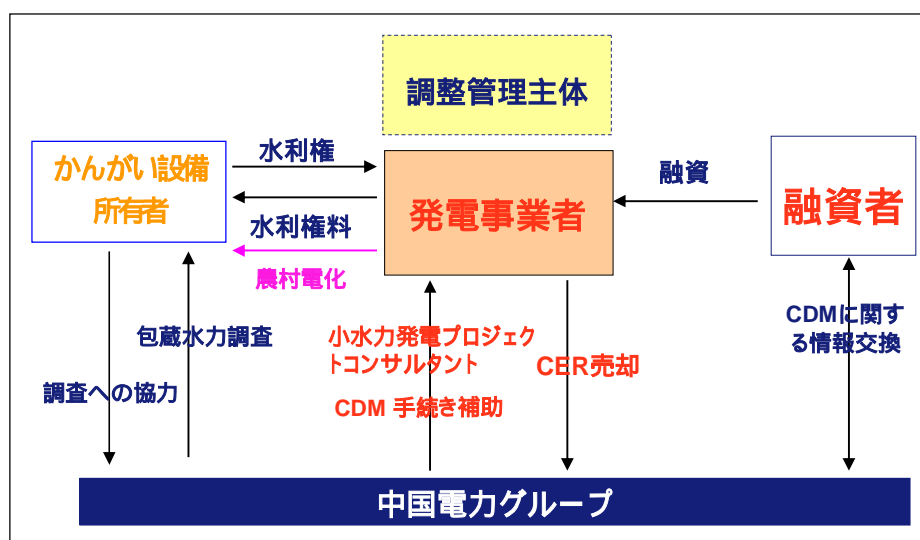 調整管理主体
かんがい設備
所有者
水利権
水利権料
農村電化
発電事業者
融資
融資者
包蔵水力調査
調査への協力
小水力発電プロジェク
トコンサルタント
CDM 手続き補助
CER売却
CDMに関す
る情報交換
中国電力グループ